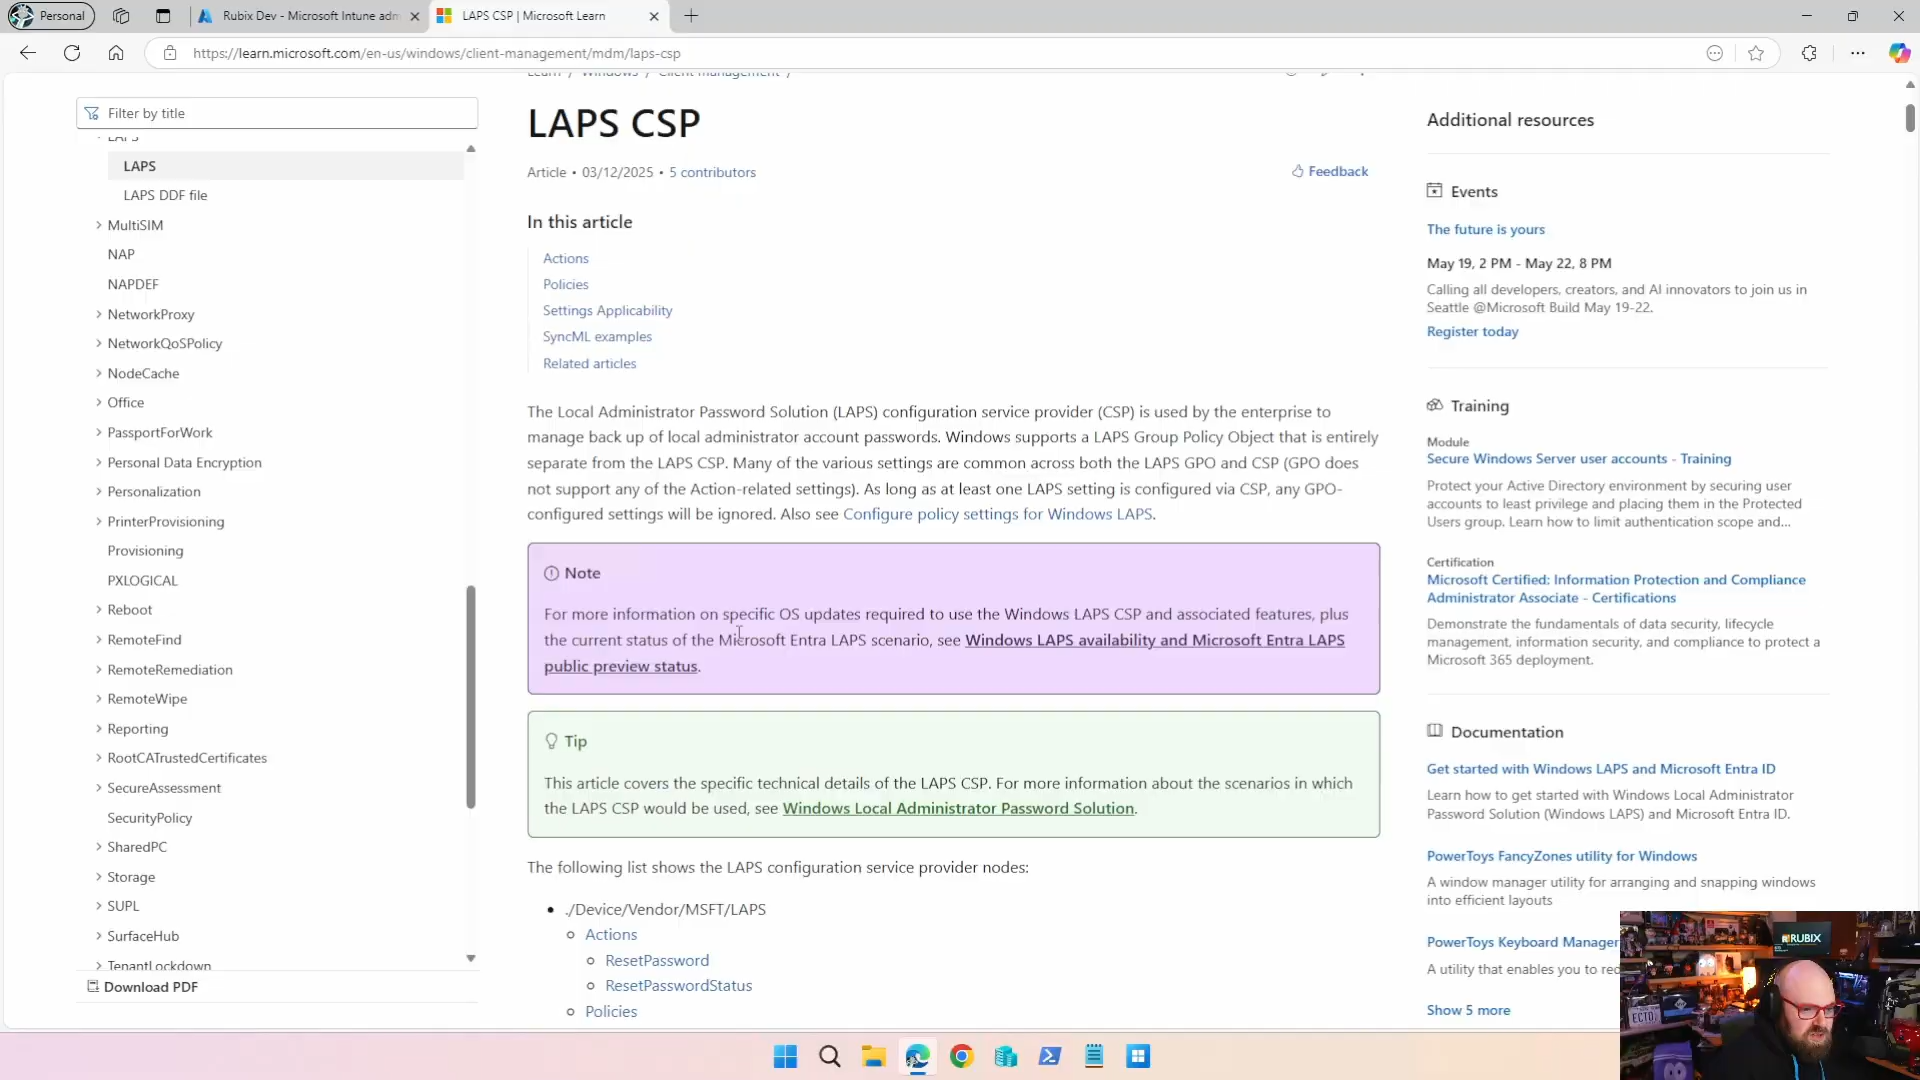 Personal
Rubix Dev - Microsoft Intune adm
LAPS CSP | Microsoft Learn
https://learn.microsoft.com/en-us/windows/client-management/mdm/laps-csp
Learn / Windows / Client management /
Filter by title
LAPS
LAPS
LAPS DDF file
MultiSIM
NAP
NAPDEF
NetworkProxy
NetworkQoSPolicy
NodeCache
Office
PassportForWork
Personal Data Encryption
Personalization
PrinterProvisioning
Provisioning
PXLOGICAL
Reboot
RemoteFind
RemoteRemediation
RemoteWipe
Reporting
RootCATrustedCertificates
SecureAssessment
SecurityPolicy
SharedPC
Storage
SUPL
SurfaceHub
TenantLockdown
Download PDF
LAPS CSP
Article • 03/12/2025 • 5 contributors
Feedback
In this article
Actions
Policies
Settings Applicability
SyncML examples
Related articles
The Local Administrator Password Solution (LAPS) configuration service provider (CSP) is used by the enterprise to
manage back up of local administrator account passwords. Windows supports a LAPS Group Policy Object that is entirely
separate from the LAPS CSP. Many of the various settings are common across both the LAPS GPO and CSP (GPO does
not support any of the Action-related settings). As long as at least one LAPS setting is configured via CSP, any GPO-
configured settings will be ignored. Also see Configure policy settings for Windows LAPS.
Note
For more information on specific OS updates required to use the Windows LAPS CSP and associated features, plus
the current status of the Microsoft Entra LAPS scenario, see Windows LAPS availability and Microsoft Entra LAPS
public preview status.
Tip
This article covers the specific technical details of the LAPS CSP. For more information about the scenarios in which
the LAPS CSP would be used, see Windows Local Administrator Password Solution.
The following list shows the LAPS configuration service provider nodes:
• ./Device/Vendor/MSFT/LAPS
Actions
ResetPassword
ResetPasswordStatus
Policies
Additional resources
Events
The future is yours
May 19, 2 PM - May 22, 8 PM
Calling all developers, creators, and AI innovators to join us in
Seattle @Microsoft Build May 19-22.
Register today
Training
Module
Secure Windows Server user accounts - Training
Protect your Active Directory environment by securing user
accounts to least privilege and placing them in the Protected
Users group. Learn how to limit authentication scope and...
Certification
Microsoft Certified: Information Protection and Compliance
Administrator Associate - Certifications
Demonstrate the fundamentals of data security, lifecycle
management, information security, and compliance to protect a
Microsoft 365 deployment.
Documentation
Get started with Windows LAPS and Microsoft Entra ID
Learn how to get started with Windows Local Administrator
Password Solution (Windows LAPS) and Microsoft Entra ID.
PowerToys FancyZones utility for Windows
A window manager utility for arranging and snapping windows
into efficient layouts
PowerToys Keyboard Manager
A utility that enables you to red
Show 5 more
RUBIX
ECTO